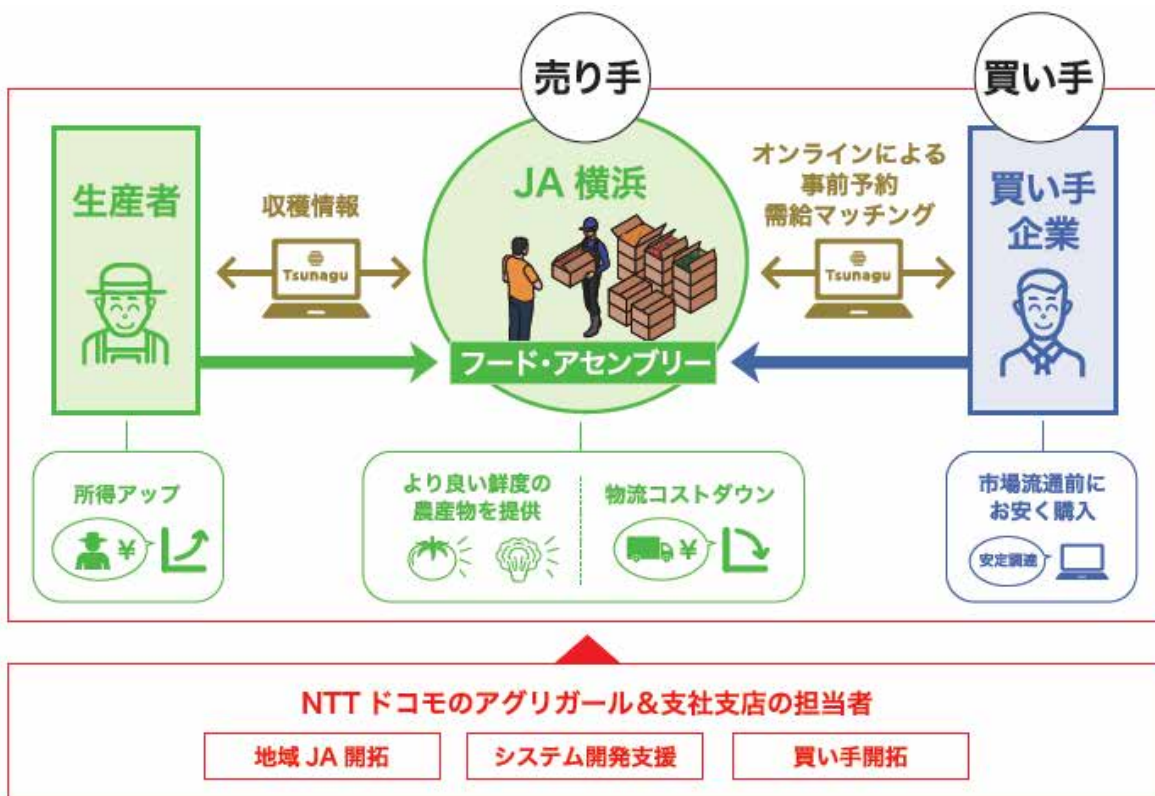 売り手
買い手
生産者
収穫情報
Tsunagu
JA 横浜
フード・アセンブリー
オンラインによる
事前予約
需給マッチング
Tsunagu
買い手
企業
所得アップ
¥
より良い鮮度の
農産物を提供
物流コストダウン
¥
市場流通前に
お安く購入
安定調達
NTT ドコモのアグリガール&支社支店の担当者
地域 JA 開拓
システム開発支援
買い手開拓